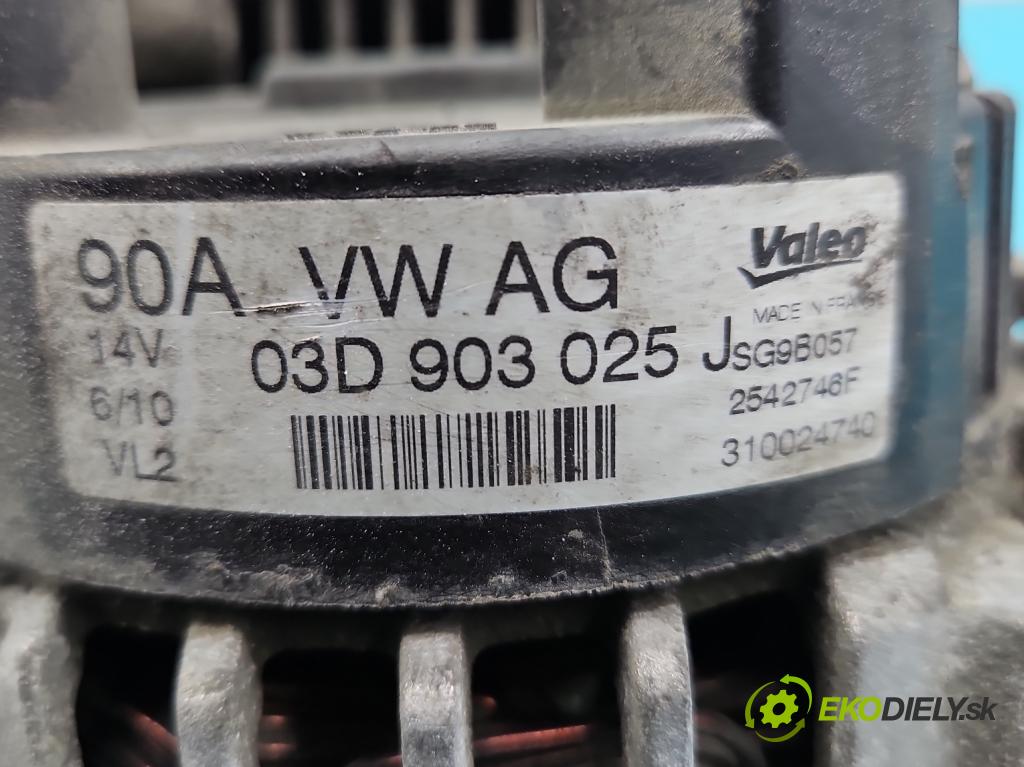 90A VW AG
Valeo
MADE IN FRANCE
14V
03D 903 025 J
SG9B057
6/10
2542746F
VL2
310024740
EKODIELY.sk